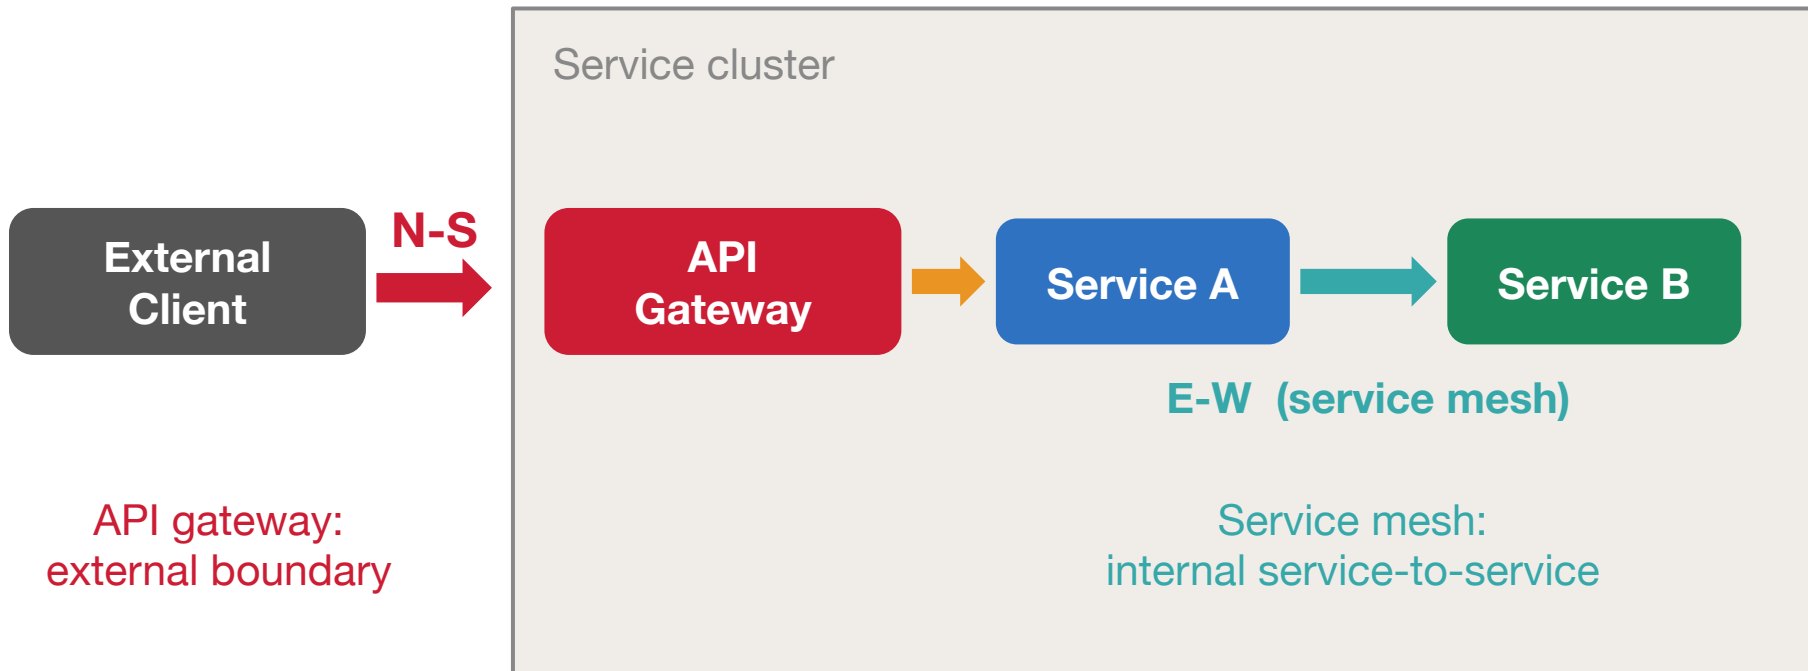 Service cluster
N-S
External
Client
API
Gateway
Service A
Service B
E-W (service mesh)
API gateway:
external boundary
Service mesh:
internal service-to-service